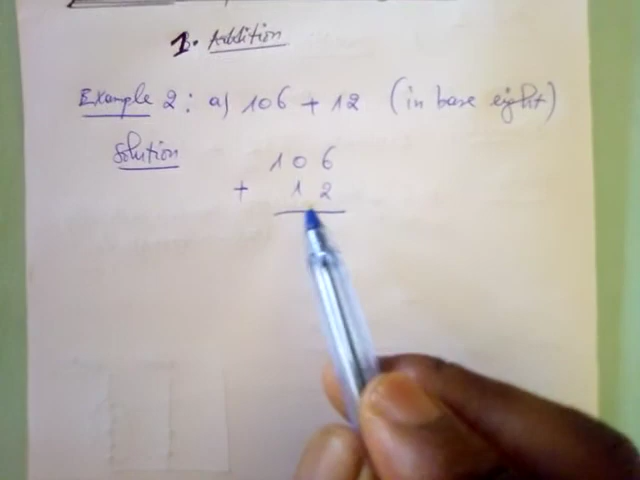 1. Addition
Example 2: a) 106 + 12 (in base eight)
Solution
106
+ 12